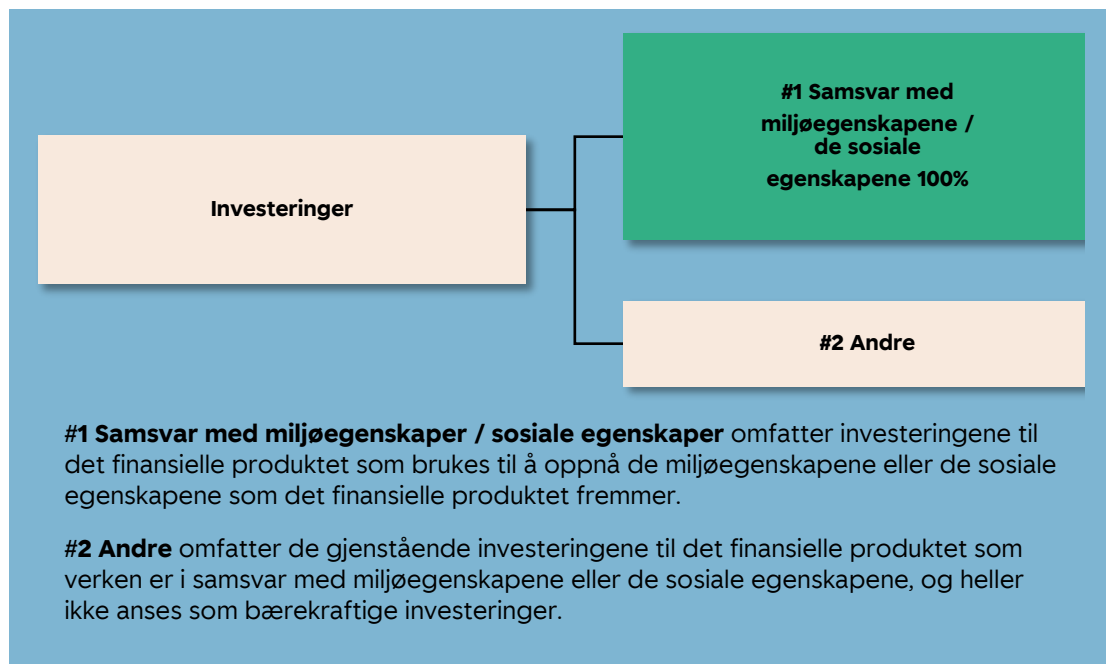 #1 Samsvar med
miljøegenskapene /
de sosiale
egenskapene 100%
Investeringer
#2 Andre
#1 Samsvar med miljøegenskaper / sosiale egenskaper omfatter investeringene til
det finansielle produktet som brukes til å oppnå de miljøegenskapene eller de sosiale
egenskapene som det finansielle produktet fremmer.
#2 Andre omfatter de gjenstående investeringene til det finansielle produktet som
verken er i samsvar med miljøegenskapene eller de sosiale egenskapene, og heller
ikke anses som bærekraftige investeringer.